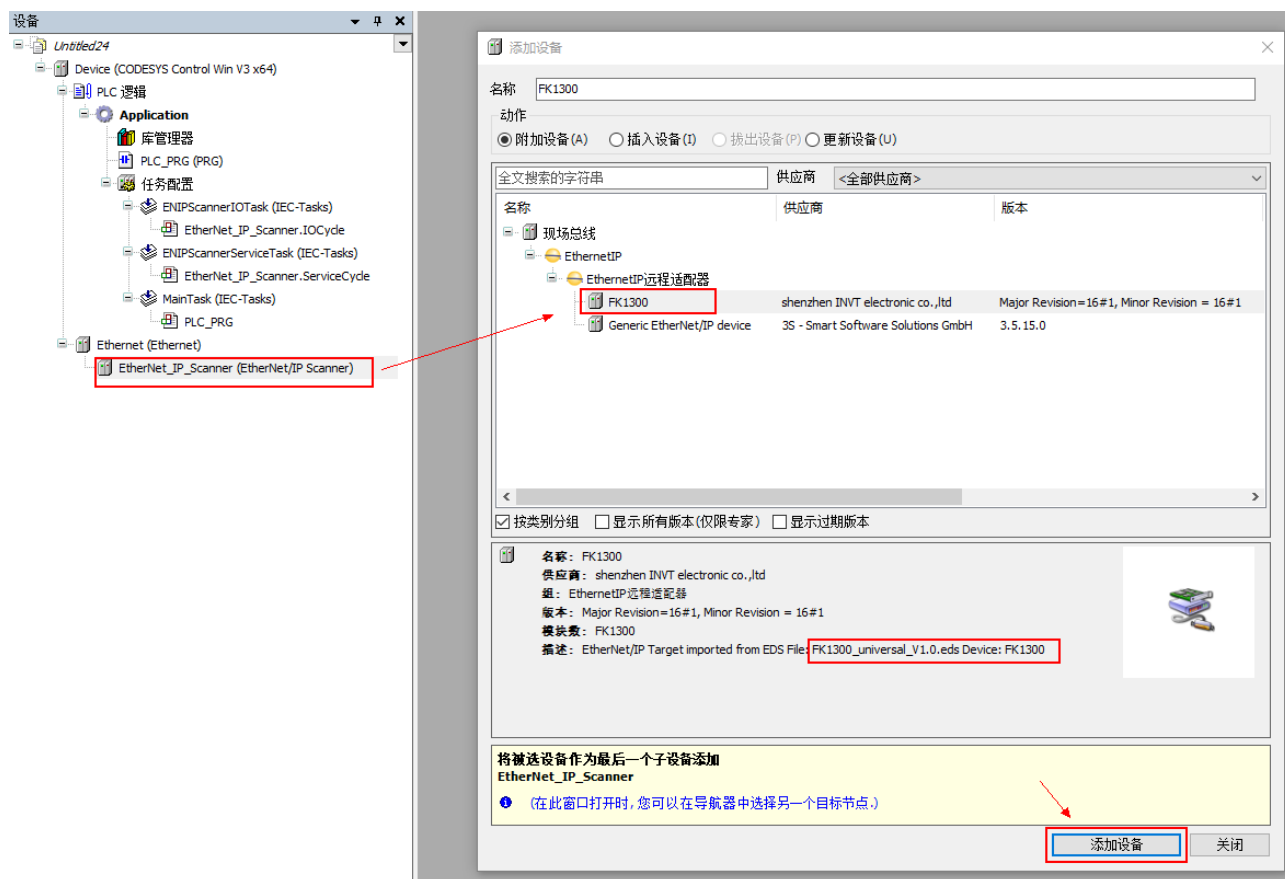 设备
Untitled24
Device (CODESYS Control Win V3 x64)
PLC 逻辑
Application
库管理器
PLC_PRG (PRG)
任务配置
ENIPScannerIOTask (IEC-Tasks)
EtherNet_IP_Scanner.IOCycle
ENIPScannerServiceTask (IEC-Tasks)
EtherNet_IP_Scanner.ServiceCycle
MainTask (IEC-Tasks)
PLC_PRG
Ethernet (Ethernet)
EtherNet_IP_Scanner (EtherNet/IP Scanner)
添加设备
名称 FK1300
动作
附加设备(A) 插入设备(I) 拔出设备(P) 更新设备(U)
全文搜索的字符串 供应商 <全部供应商>
名称 供应商 版本
现场总线
EthernetIP
EthernetIP远程适配器
FK1300 shenzhen INVT electronic co.,ltd Major Revision=16#1, Minor Revision = 16#1
Generic EtherNet/IP device 3S - Smart Software Solutions GmbH 3.5.15.0
按类别分组 显示所有版本(仅限专家) 显示过期版本
名称: FK1300
供应商: shenzhen INVT electronic co.,ltd
组: EthernetIP远程适配器
版本: Major Revision=16#1, Minor Revision = 16#1
模块数: FK1300
描述: EtherNet/IP Target imported from EDS File: FK1300_universal_V1.0.eds Device: FK1300
将被选设备作为最后一个子设备添加
EtherNet_IP_Scanner
(在此窗口打开时, 您可以在导航器中选择另一个目标节点.)
添加设备 关闭